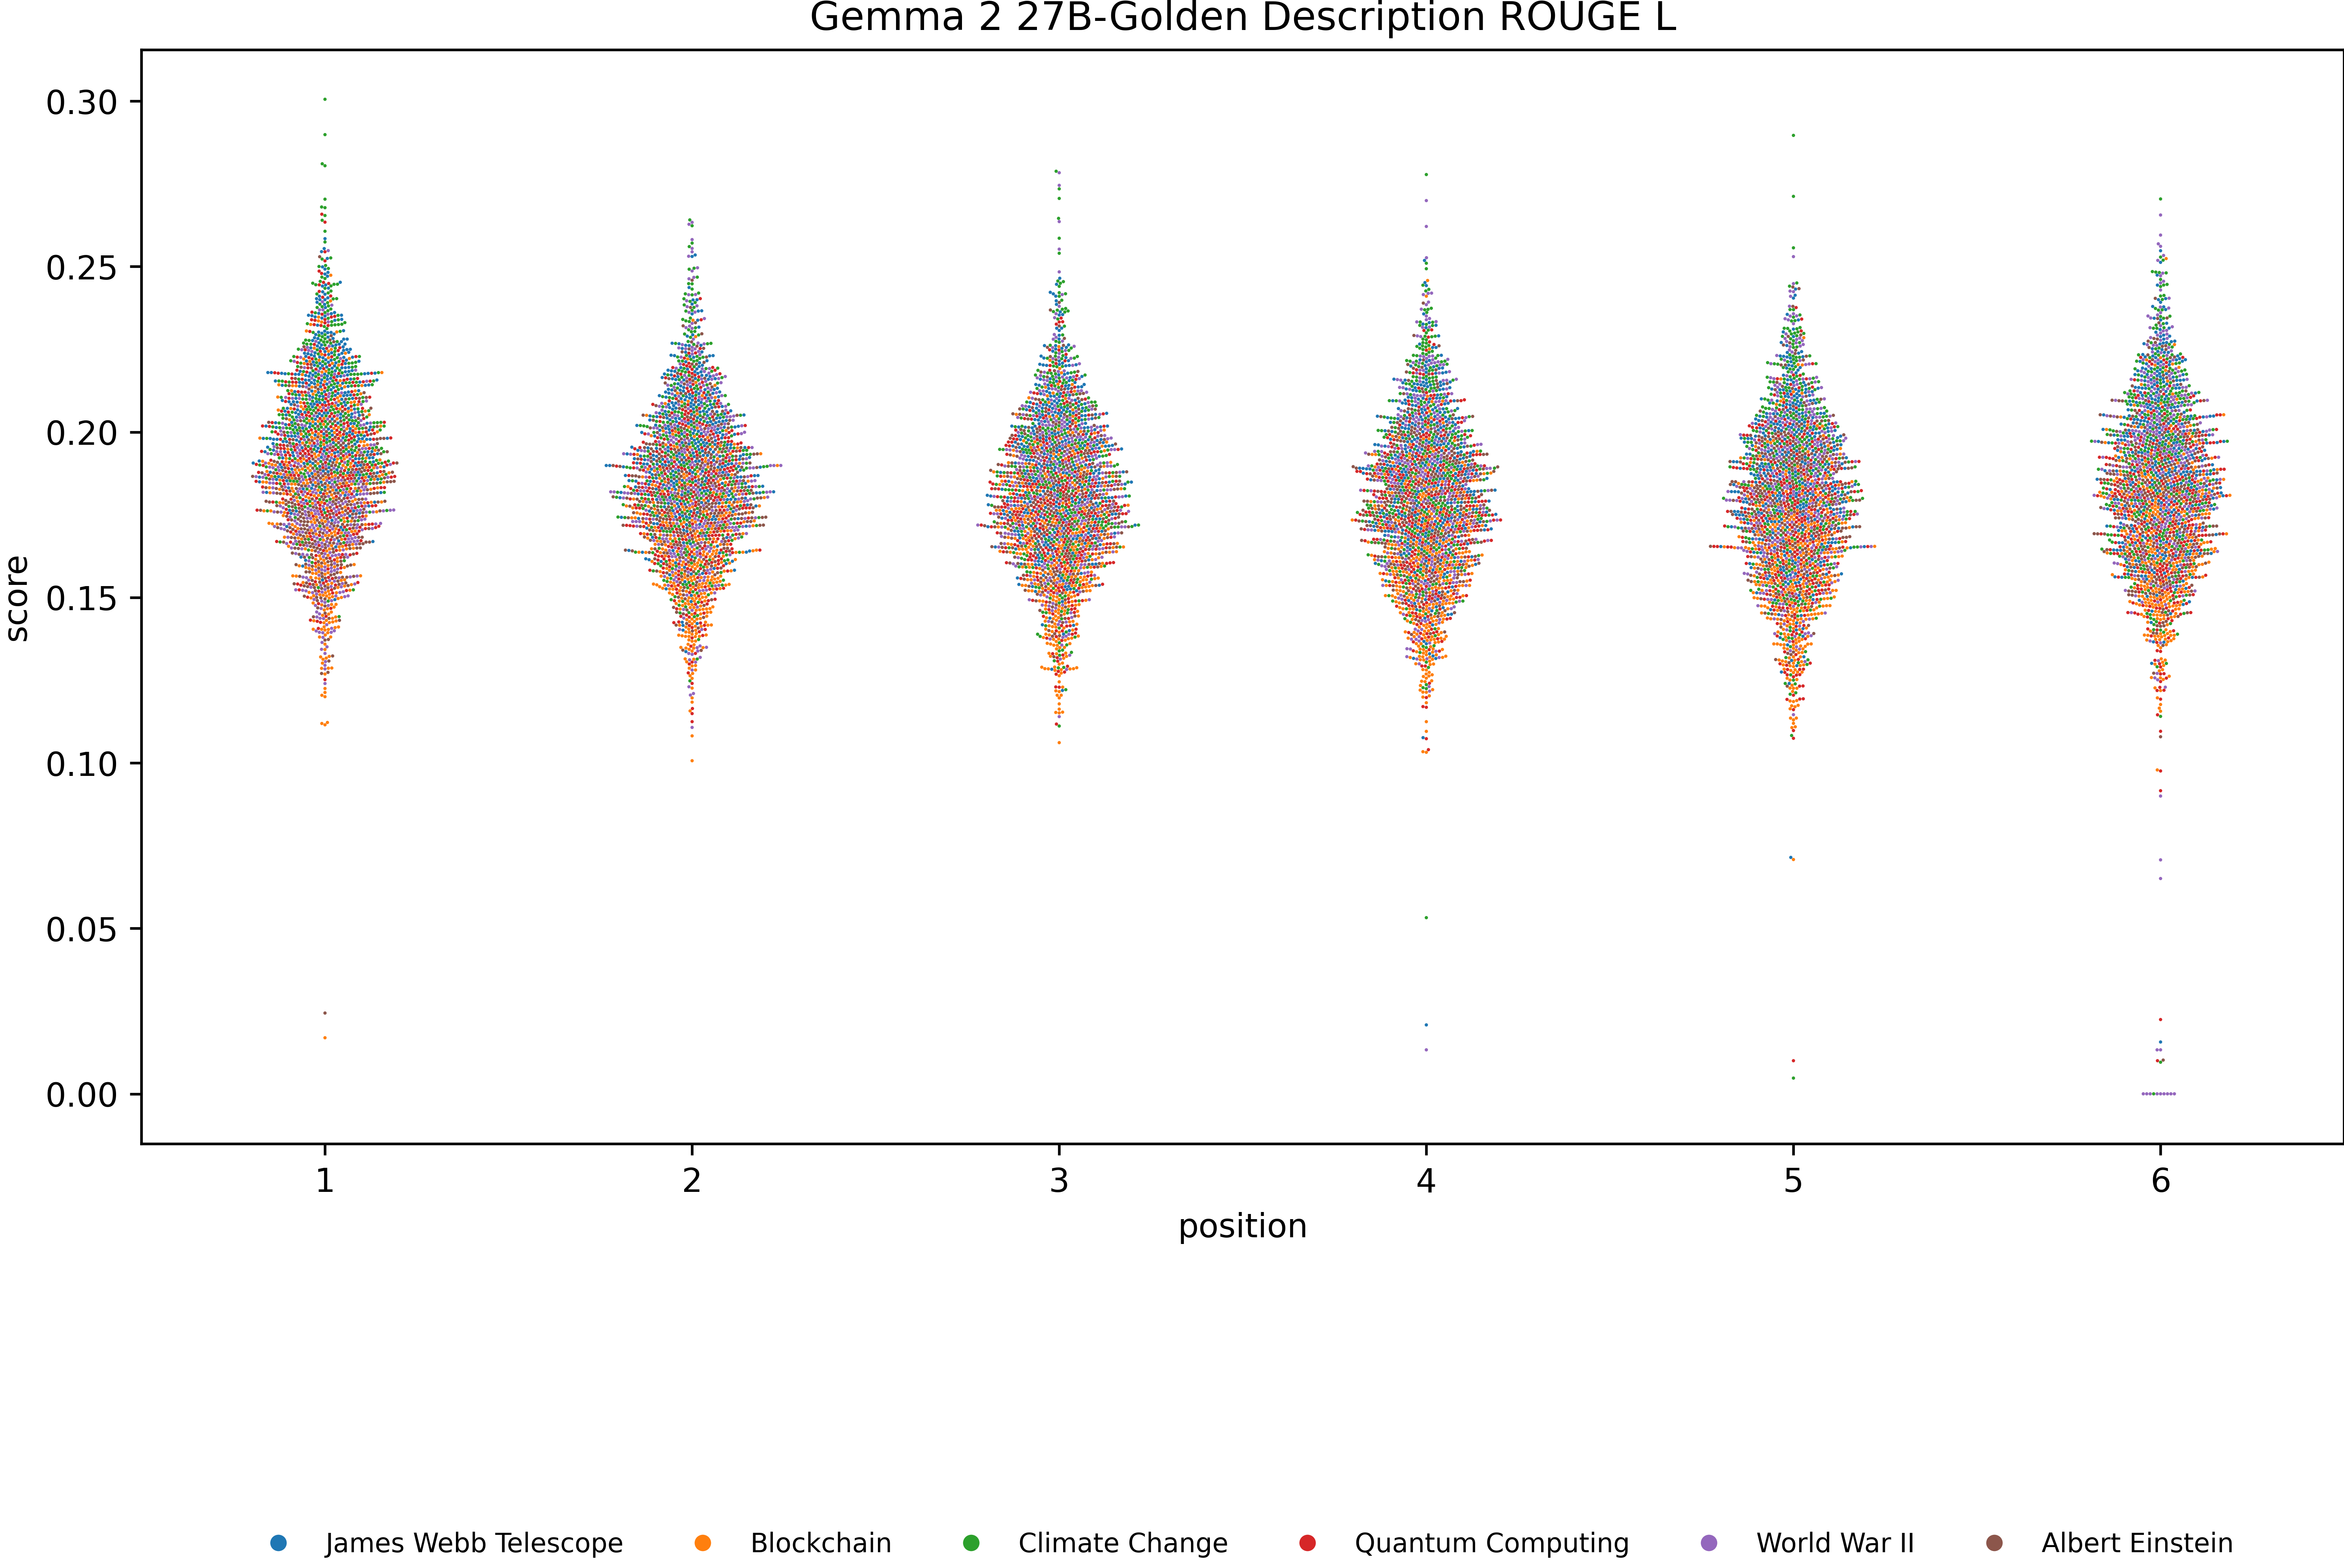 Gemma 2 27B-Golden Description ROUGE L
0.30
0.25
0.20
0.15
0.10
0.05
0.00
score
1 2 3 4 5 6
position
James Webb Telescope Blockchain Climate Change Quantum Computing World War II Albert Einstein